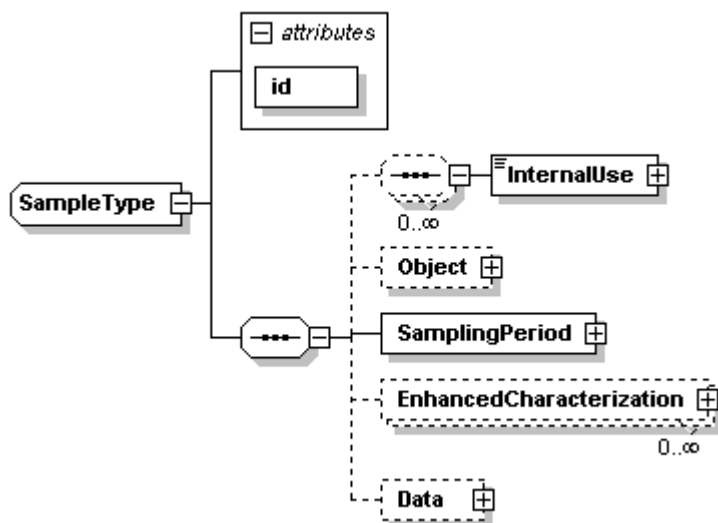 attributes
id
SampleType
InternalUse
0..∞
Object
SamplingPeriod
EnhancedCharacterization
0..∞
Data